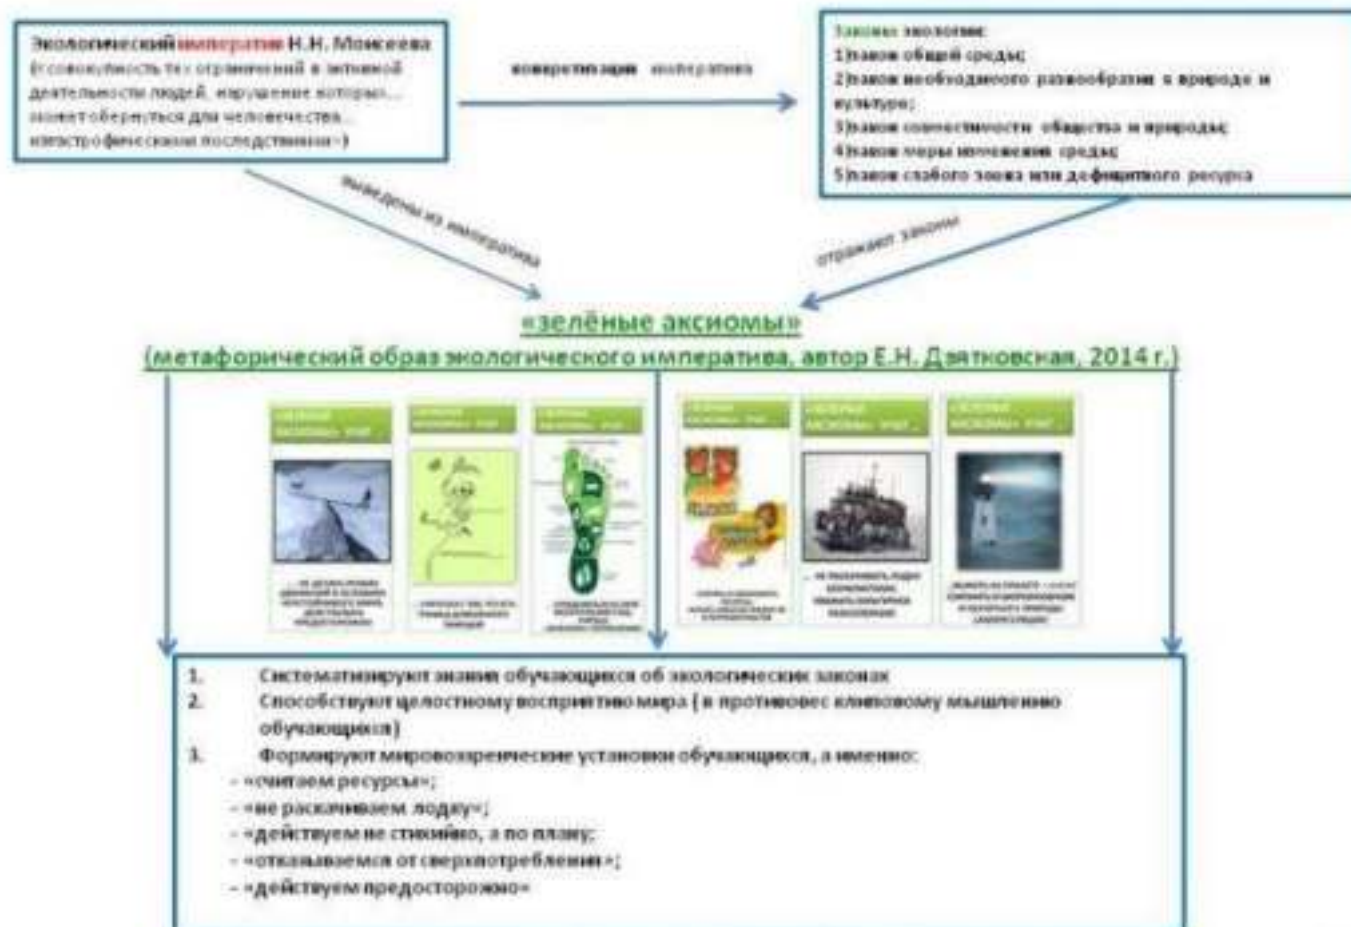 Экологический императив Н.Н. Моисеева
(«совокупность тех ограничений в активной
деятельности людей, нарушение которых...
может обернуться для человечества...
катастрофическими последствиями»)
конкретизация императива
Законы экологии:
1)закон общей среды;
2)закон необходимого разнообразия в природе и
культуре;
3)закон совместимости общества и природы;
4)закон меры изменения среды;
5)закон слабого звена или дефицитного ресурса
выведены из императива
отражают законы
«зелёные аксиомы»
(метафорический образ экологического императива, автор Е.Н. Дзятковская, 2014 г.)
1. Систематизируют знания обучающихся об экологических законах
2. Способствуют целостному восприятию мира ( в противовес клиповому мышлению
обучающихся)
3. Формируют мировоззренческие установки обучающихся, а именно:
- «считаем ресурсы»;
- «не раскачиваем лодку»;
- «действуем не стихийно, а по плану;
- «отказываемся от сверхпотребления»;
- «действуем предосторожно»